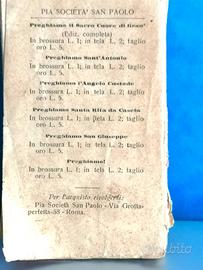 PIA SOCIETA' SAN PAOLO
Preghiamo il Sacro Cuore di Gesù!
(Ediz. completa)
In brossura L. 1; in tela L. 2; taglio
oro L. 5.
Preghiamo Sant'Antonio
In brossura L. 1; in tela L. 2; taglio
oro L. 5.
Preghiamo l'Angelo Custode
In brossura L. 1; in tela L. 2; taglio
oro L. 5.
Preghiamo Santa Rita da Cascia
In brossura L. 1; in tela L. 2; taglio
oro L. 5.
Preghiamo San Giuseppe
In brossura L. 1; in tela L. 2; taglio
oro L. 5.
Preghiamo!
In brossura L. 1; in tela L. 2; taglio
oro L. 5.
Per l'acquisto rivolgersi:
Pia Società San Paolo - Via Grotta-
perfetta-58 - Roma.
subito